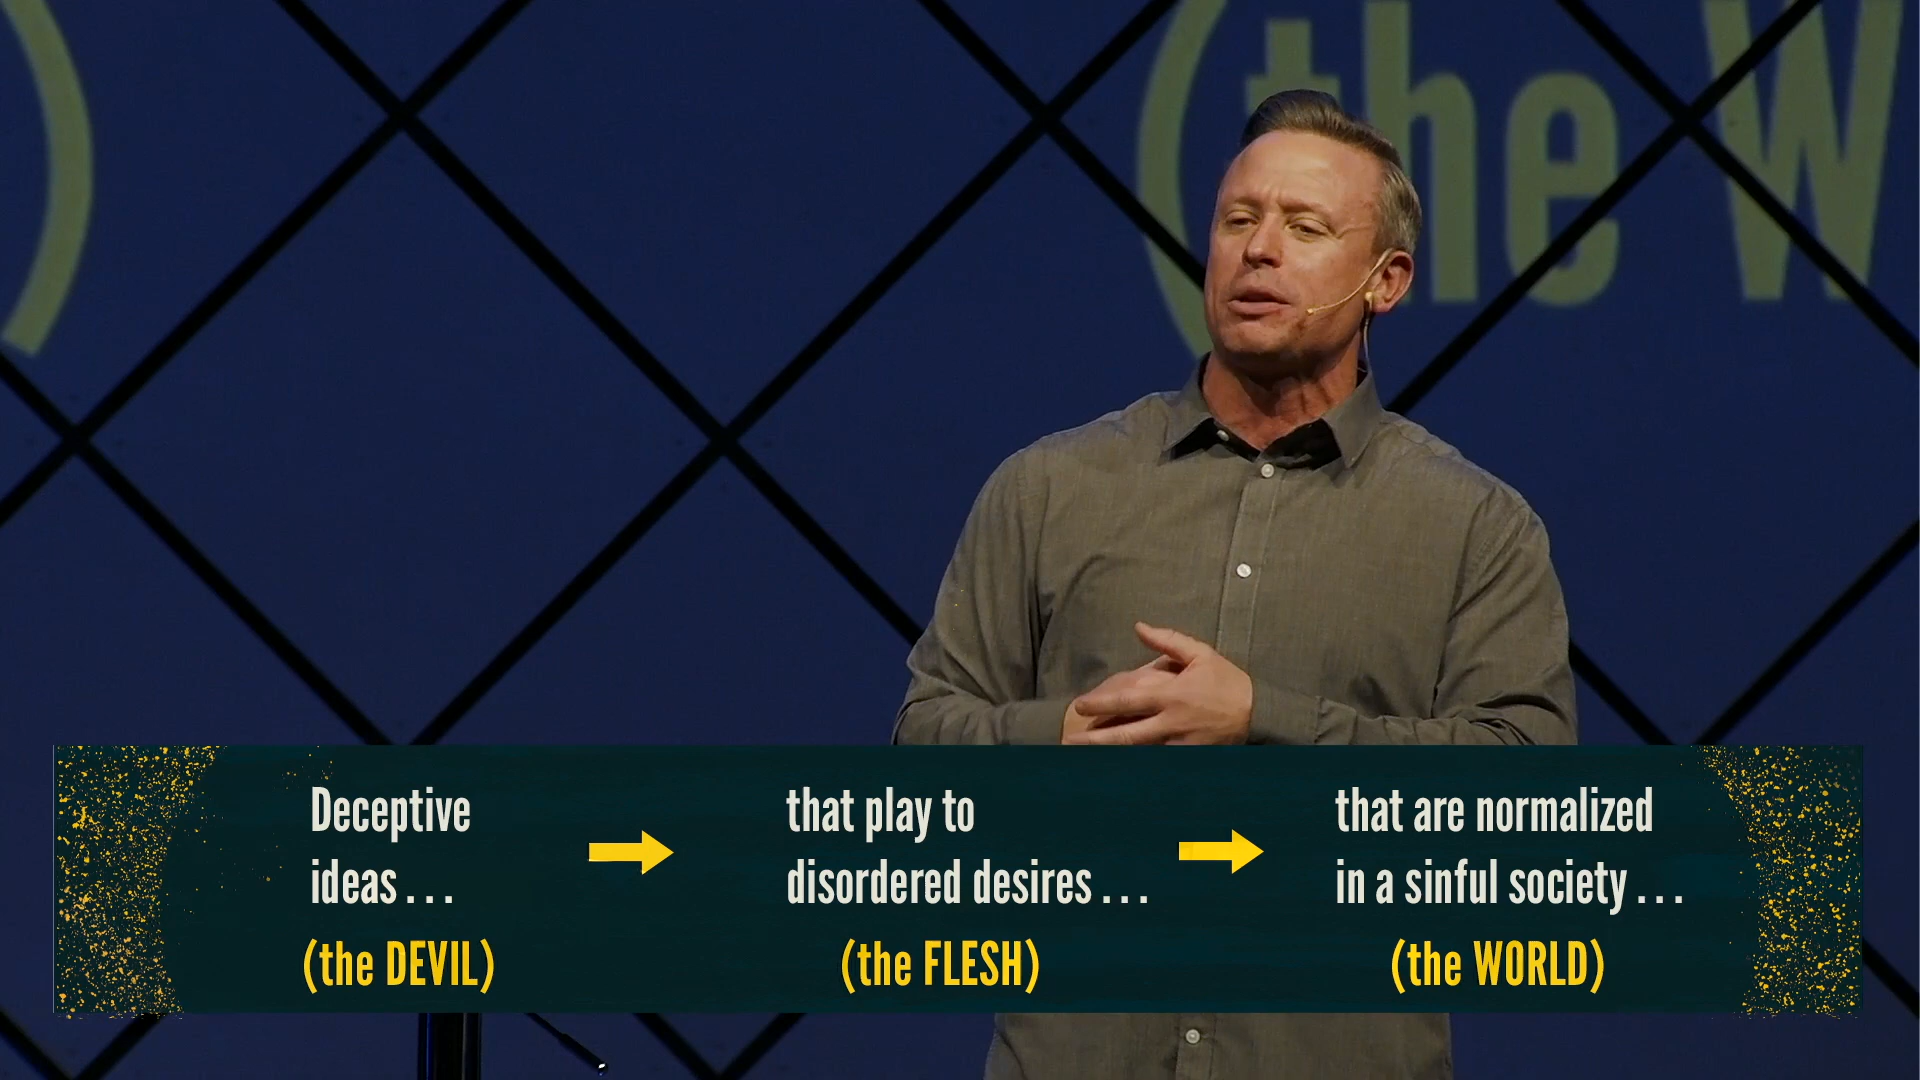 )
(the W
Deceptive
ideas . . .
(the DEVIL)
that play to
disordered desires . . .
(the FLESH)
that are normalized
in a sinful society . . .
(the WORLD)